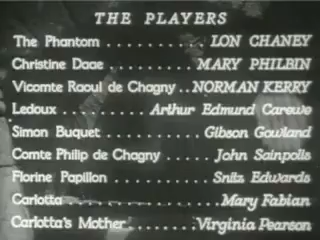 THE PLAYERS
The Phantom . . . . . . . . . . . LON CHANEY
Christine Daae . . . . . . . . . MARY PHILBIN
Vicomte Raoul de Chagny . . NORMAN KERRY
Ledoux . . . . . . . . . Arthur Edmund Carewe
Simon Buquet . . . . . . . . . . Gibson Gowland
Comte Philip de Chagny . . . . . John Sainpolis
Florine Papillon . . . . . . . . . . Snitz Edwards
Carlotta . . . . . . . . . . . . . . . Mary Fabian
Carlotta's Mother . . . . . . . . Virginia Pearson